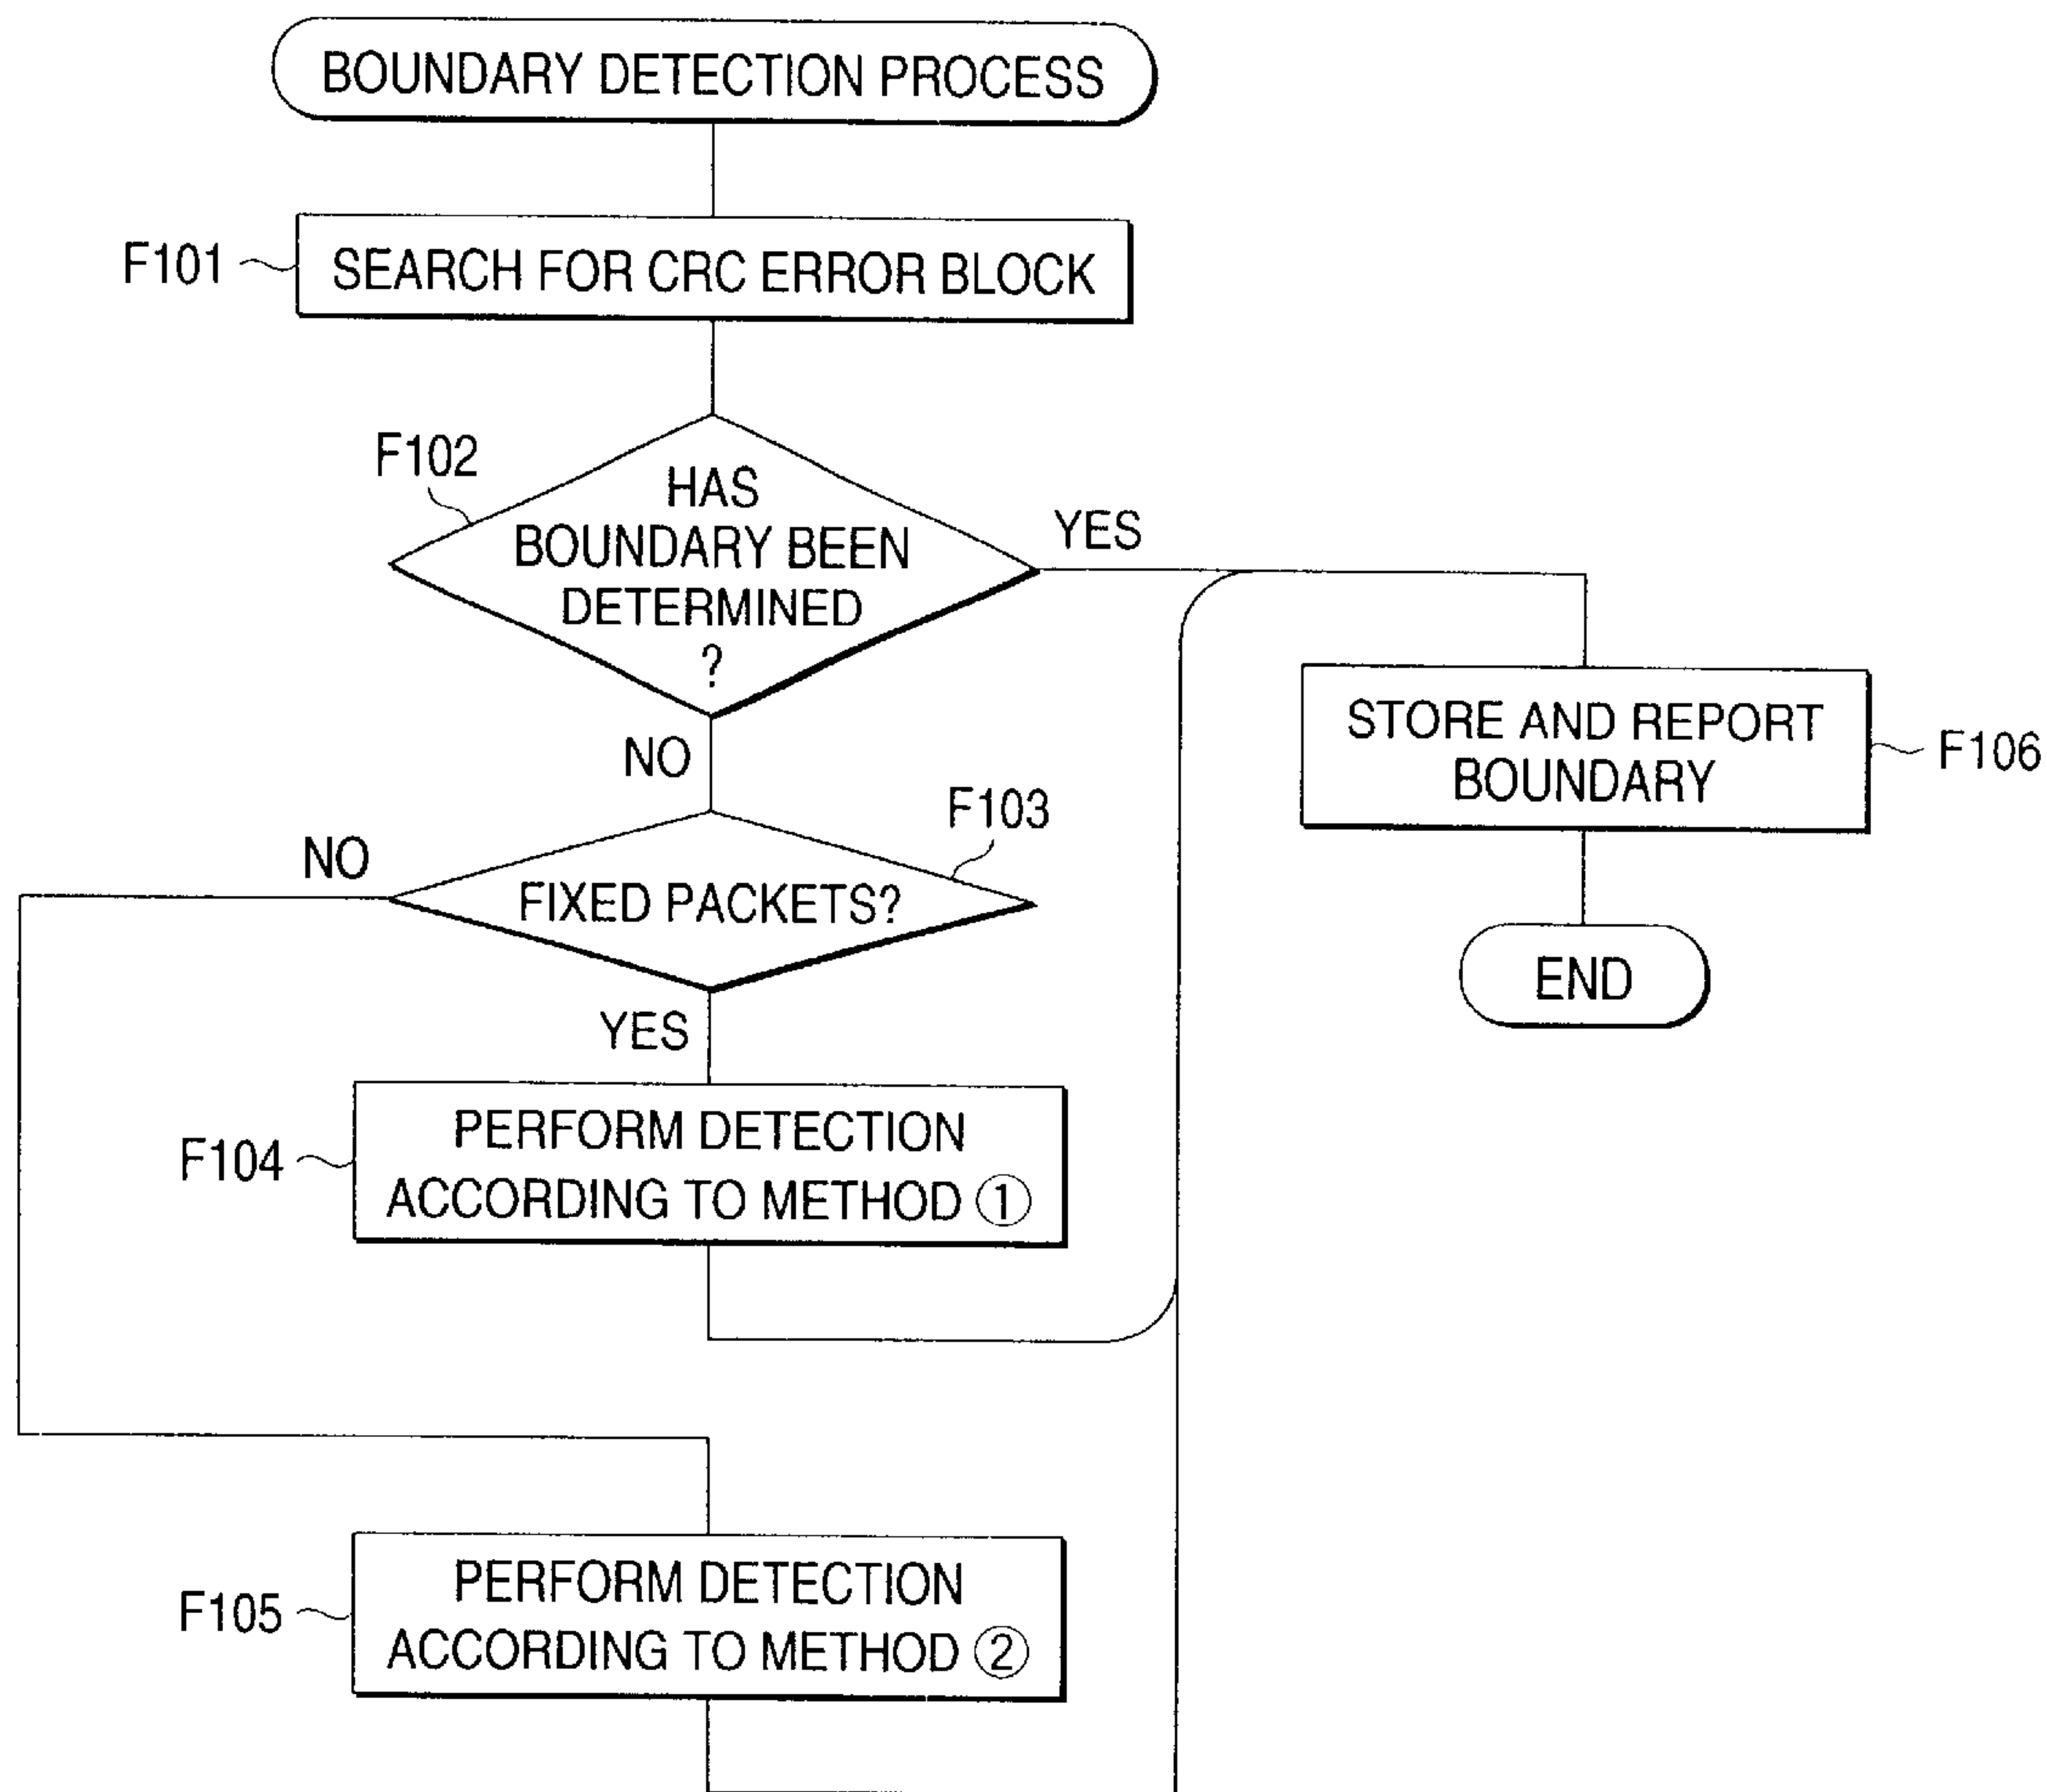 BOUNDARY DETECTION PROCESS
F101
SEARCH FOR CRC ERROR BLOCK
F102
HAS
BOUNDARY BEEN
DETERMINED
?
YES
NO
STORE AND REPORT
BOUNDARY
F106
F103
NO
FIXED PACKETS?
END
YES
F104
PERFORM DETECTION
ACCORDING TO METHOD ①
F105
PERFORM DETECTION
ACCORDING TO METHOD ②